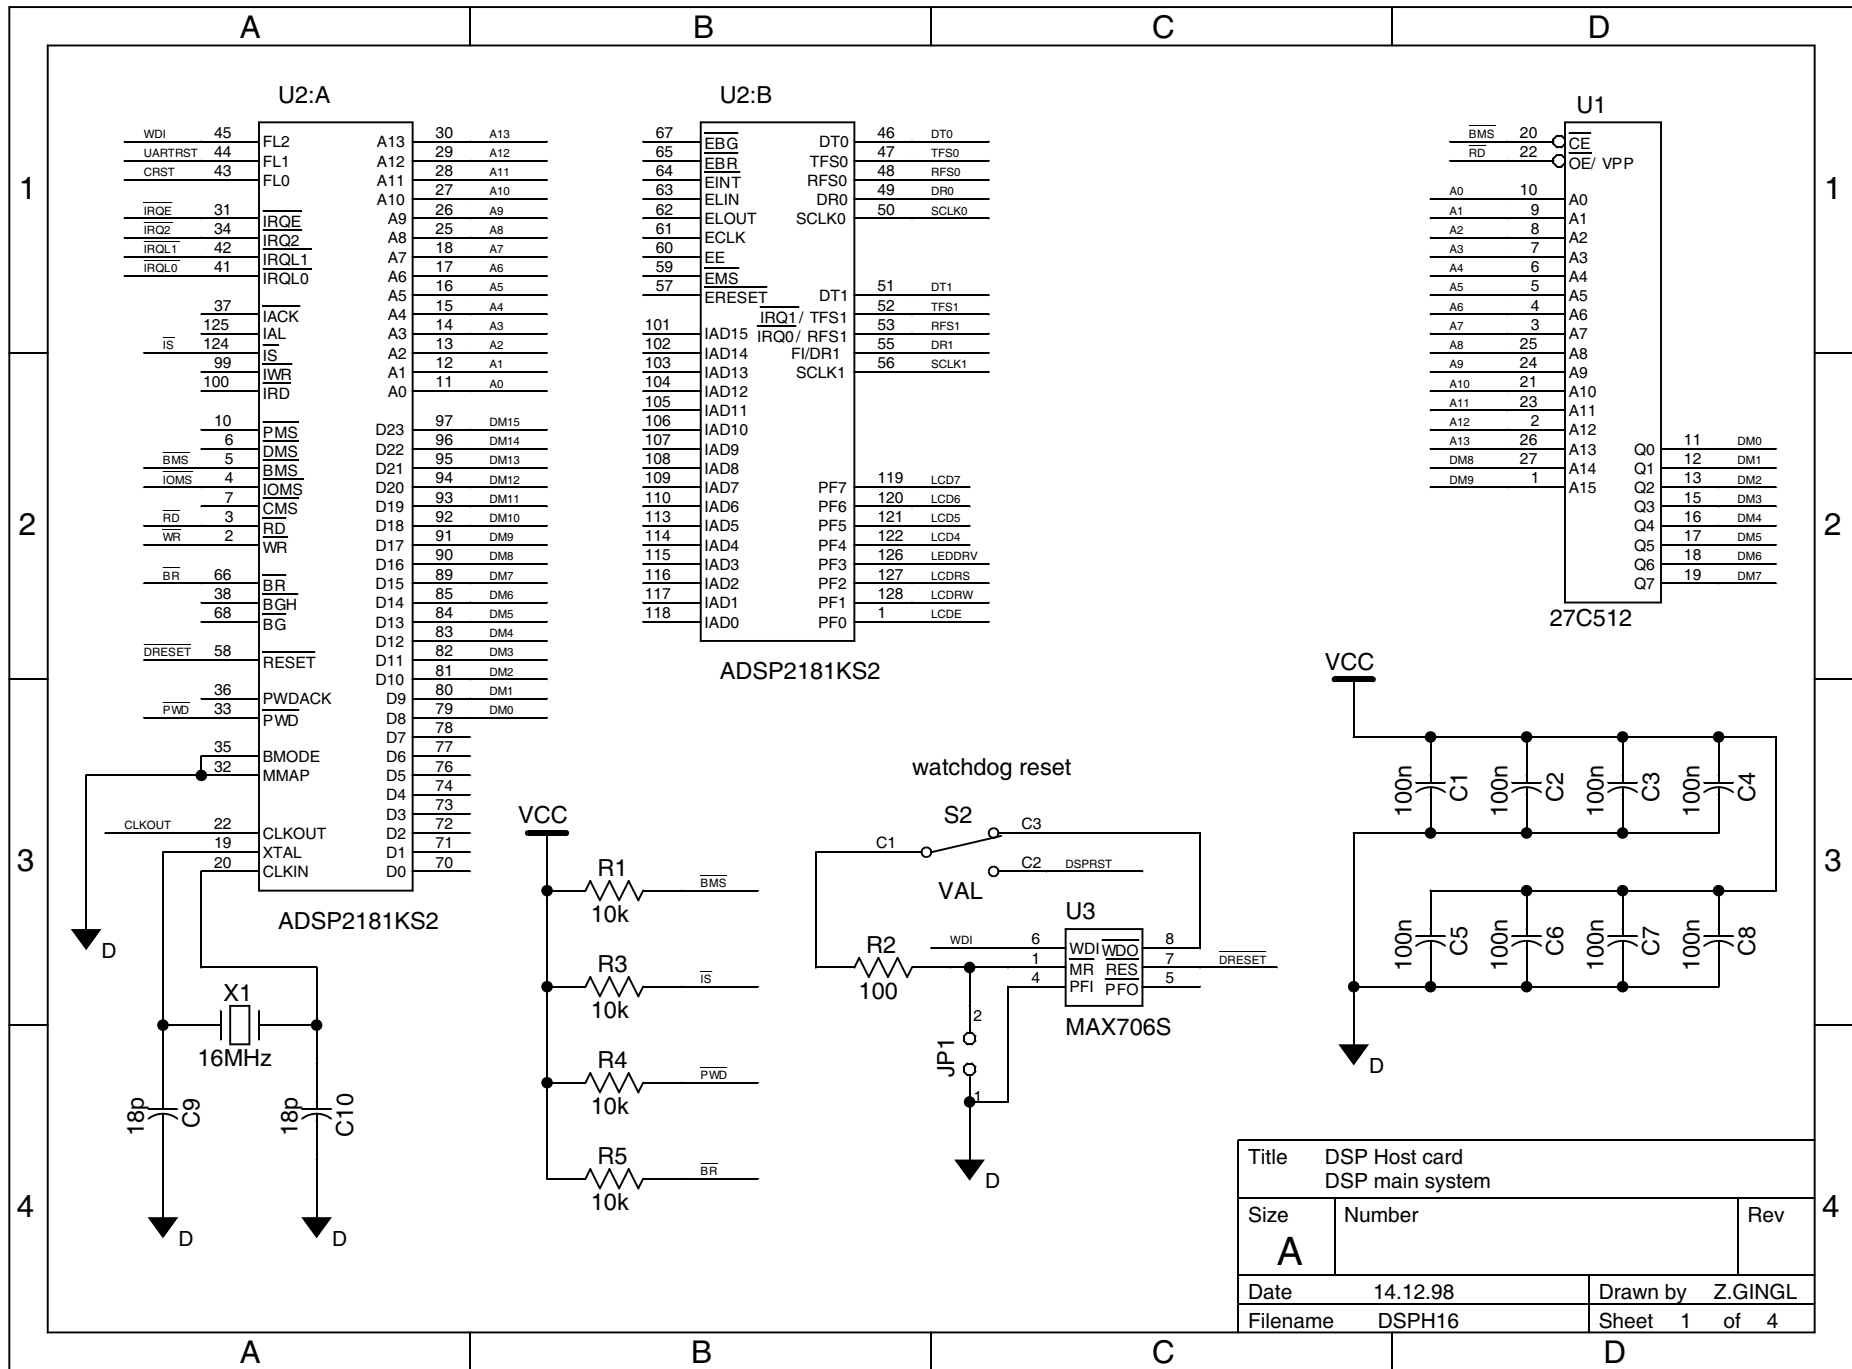 A B C D
1
2
3
4
U2:A
WDI 45 FL2 A13 30 A13
UARTRST 44 FL1 A12 29 A12
CRST 43 FL0 A11 28 A11
A10 27 A10
IRQE 31 IRQE A9 26 A9
IRQ2 34 IRQ2 A8 25 A8
IRQL1 42 IRQL1 A7 18 A7
IRQL0 41 IRQL0 A6 17 A6
A5 16 A5
37 IACK A4 15 A4
125 IAL A3 14 A3
IS 124 IS A2 13 A2
99 IWR A1 12 A1
100 IRD A0 11 A0
10 PMS D23 97 DM15
6 DMS D22 96 DM14
BMS 5 BMS D21 95 DM13
IOMS 4 IOMS D20 94 DM12
7 CMS D19 93 DM11
RD 3 RD D18 92 DM10
WR 2 WR D17 91 DM9
D16 90 DM8
BR 66 BR D15 89 DM7
38 BGH D14 85 DM6
68 BG D13 84 DM5
D12 83 DM4
DRESET 58 RESET D11 82 DM3
D10 81 DM2
36 PWDACK D9 80 DM1
PWD 33 PWD D8 79 DM0
D7 78
35 BMODE D6 77
32 MMAP D5 76
D4 74
D3 73
CLKOUT 22 CLKOUT D2 72
19 XTAL D1 71
20 CLKIN D0 70
ADSP2181KS2
D
X1
16MHz
18p C9
18p C10
D
D
U2:B
67 EBG DT0 46 DT0
65 EBR TFS0 47 TFS0
64 EINT RFS0 48 RFS0
63 ELIN DR0 49 DR0
62 ELOUT SCLK0 50 SCLK0
61 ECLK
60 EE
59 EMS
57 ERESET DT1 51 DT1
IRQ1/ TFS1 52 TFS1
101 IAD15 IRQ0/ RFS1 53 RFS1
102 IAD14 FI/DR1 55 DR1
103 IAD13 SCLK1 56 SCLK1
104 IAD12
105 IAD11
106 IAD10
107 IAD9
108 IAD8
109 IAD7 PF7 119 LCD7
110 IAD6 PF6 120 LCD6
113 IAD5 PF5 121 LCD5
114 IAD4 PF4 122 LCD4
115 IAD3 PF3 126 LEDDRV
116 IAD2 PF2 127 LCDRS
117 IAD1 PF1 128 LCDRW
118 IAD0 PF0 1 LCDE
ADSP2181KS2
U1
BMS 20 CE
RD 22 OE/ VPP
A0 10 A0
A1 9 A1
A2 8 A2
A3 7 A3
A4 6 A4
A5 5 A5
A6 4 A6
A7 3 A7
A8 25 A8
A9 24 A9
A10 21 A10
A11 23 A11
A12 2 A12
A13 26 A13 Q0 11 DM0
DM8 27 A14 Q1 12 DM1
DM9 1 A15 Q2 13 DM2
Q3 15 DM3
Q4 16 DM4
Q5 17 DM5
Q6 18 DM6
Q7 19 DM7
27C512
VCC
R1 BMS
10k
R3 IS
10k
R4 PWD
10k
R5 BR
10k
watchdog reset
S2 C3
C1
C2 DSPRST
VAL
U3
R2
100
WDI 6 WDI WDO 8
1 MR RES 7 DRESET
4 PFI PFO 5
MAX706S
2
JP1
1
D
VCC
100n C1 100n C2 100n C3 100n C4
100n C5 100n C6 100n C7 100n C8
D
Title DSP Host card
DSP main system
Size Number Rev
A
Date 14.12.98 Drawn by Z.GINGL
Filename DSPH16 Sheet 1 of 4
1
2
3
4
A B C D